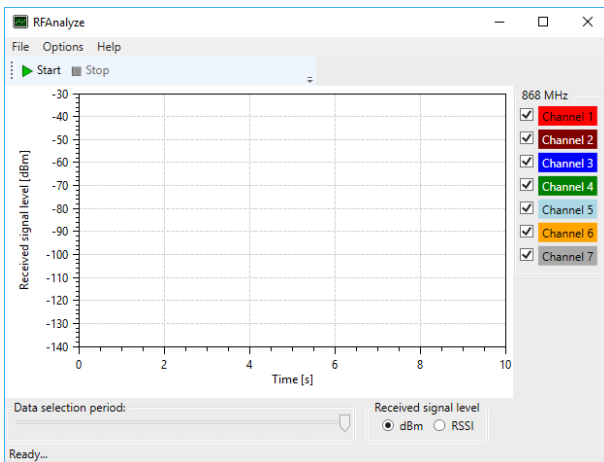 RFAnalyze
File Options Help
Start Stop
868 MHz
Channel 1
Channel 2
Channel 3
Channel 4
Channel 5
Channel 6
Channel 7
Received signal level [dBm]
-30
-40
-50
-60
-70
-80
-90
-100
-110
-120
-130
-140
0 2 4 6 8 10
Time [s]
Data selection period:
Received signal level
dBm RSSI
Ready...